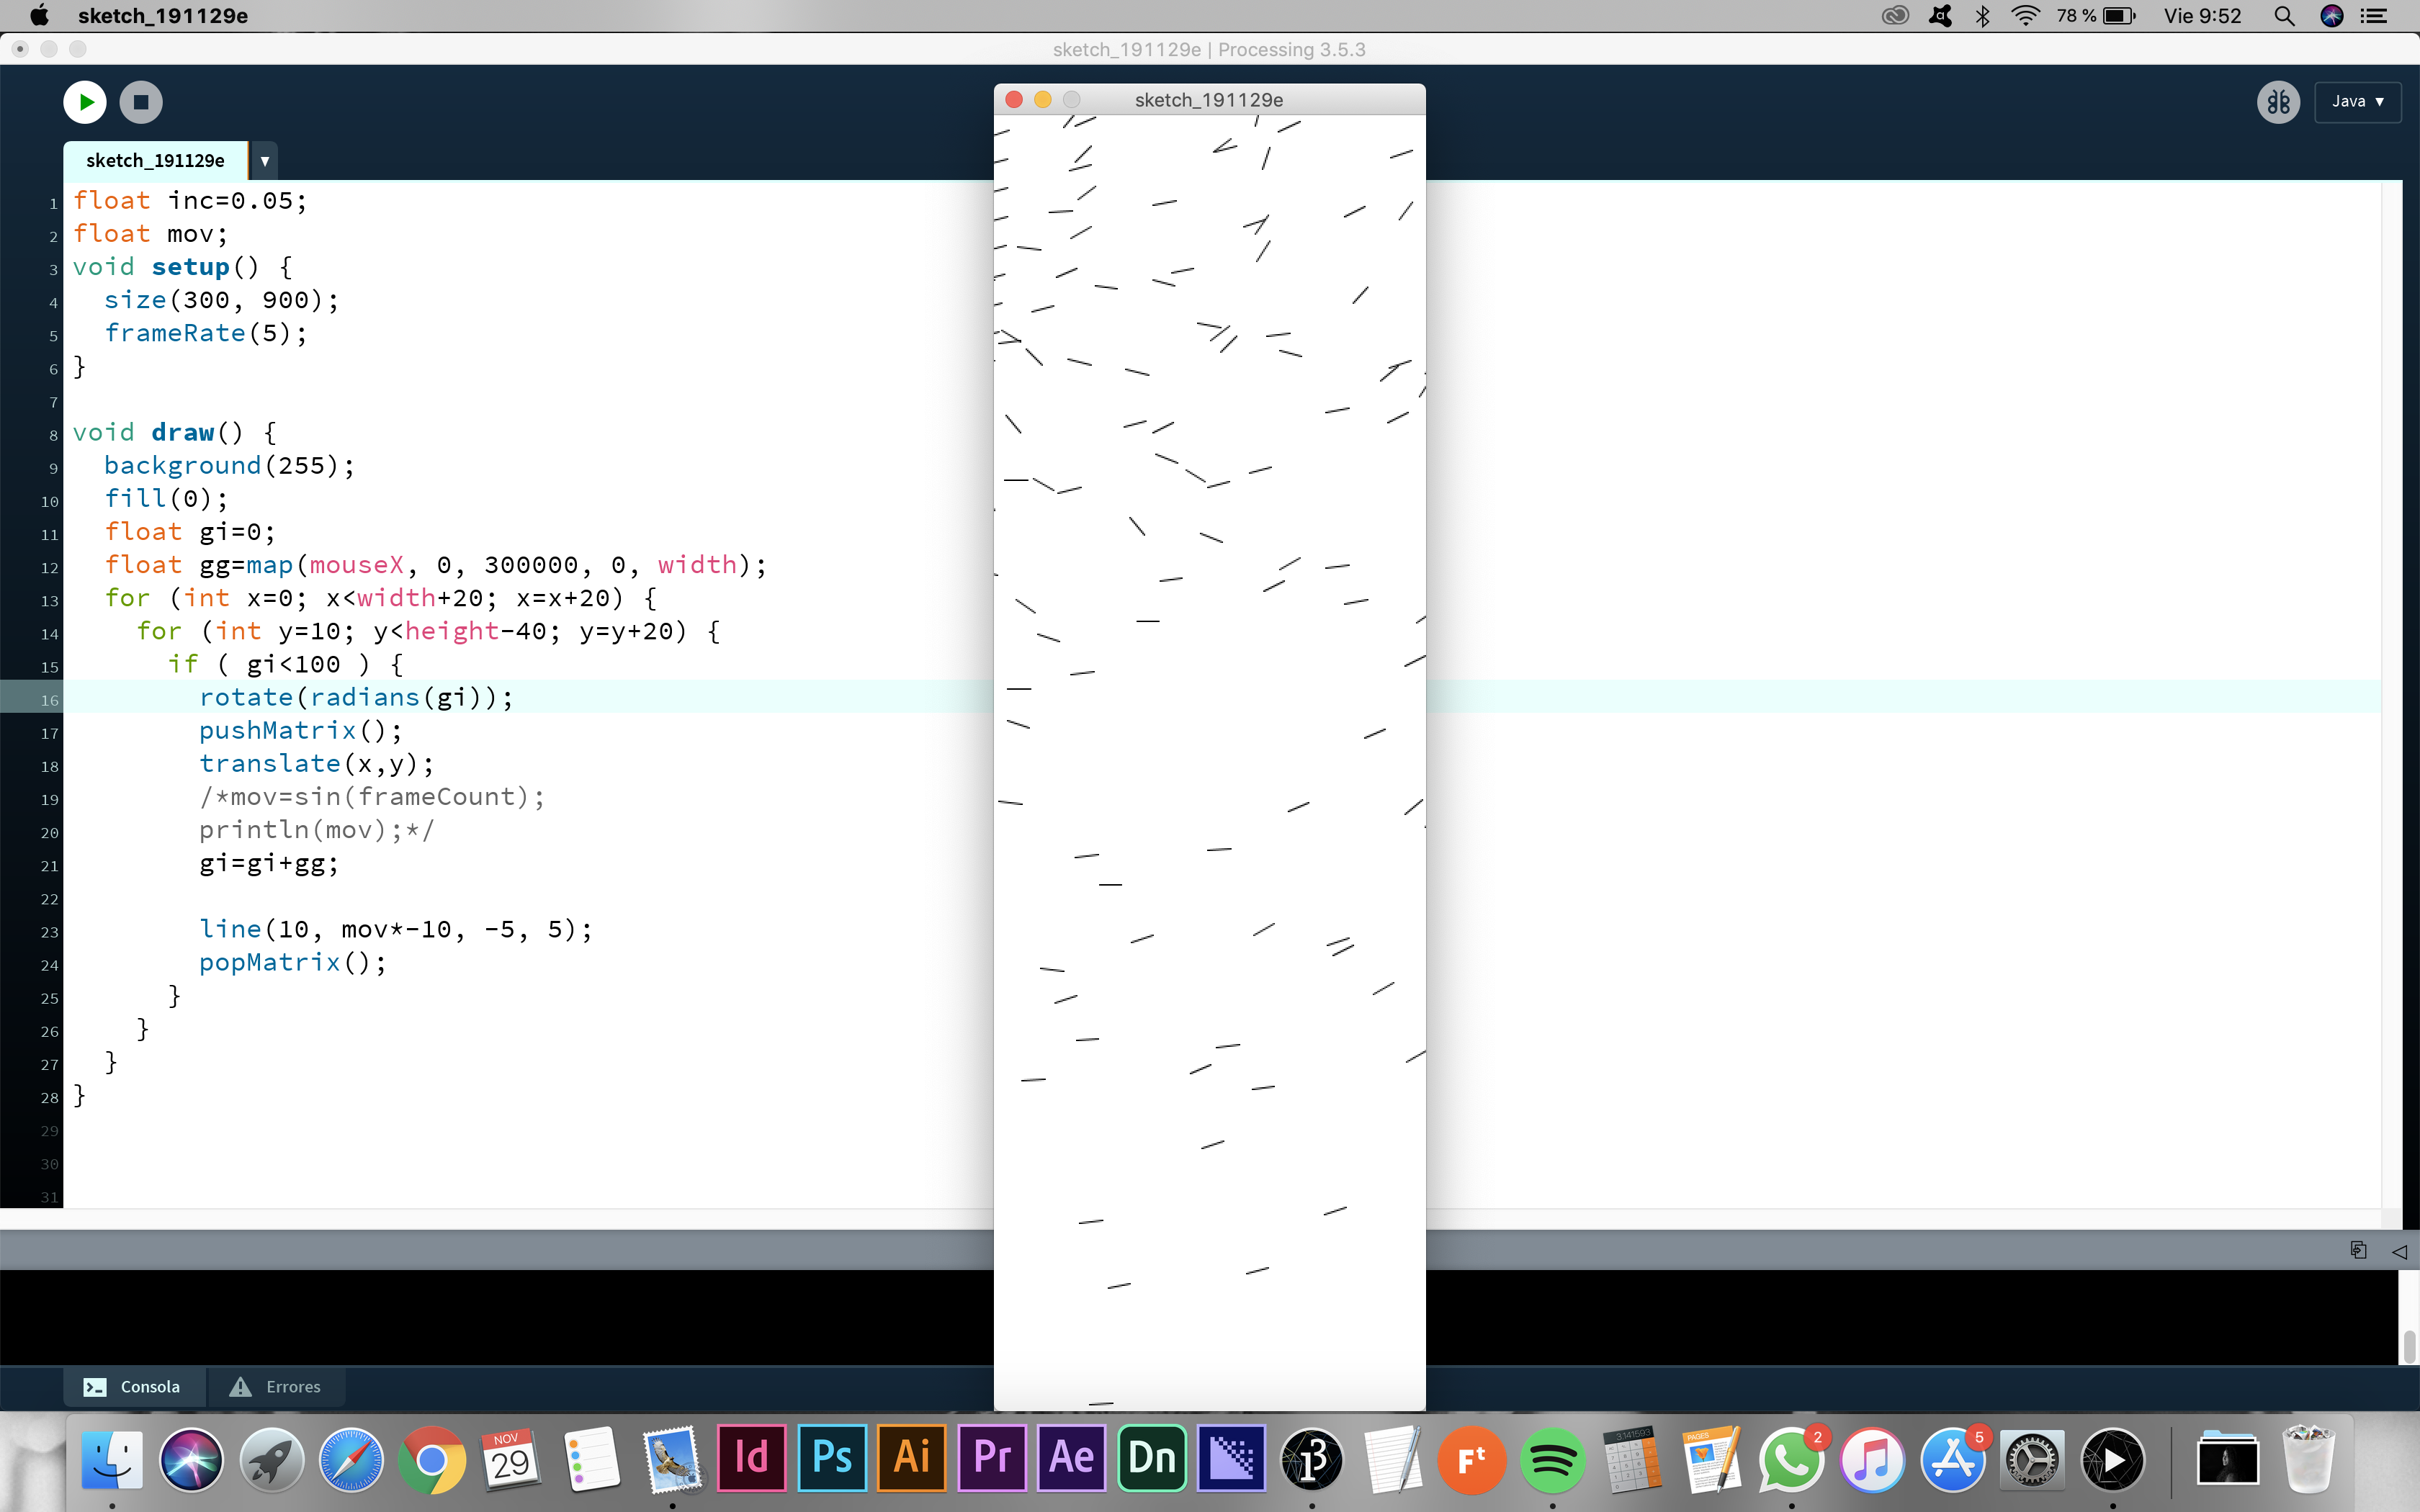 sketch_191129e
78 %
Vie 9:52
sketch_191129e | Processing 3.5.3
sketch_191129e
Java
sketch_191129e
1 float inc=0.05;
2 float mov;
3 void setup() {
4 size(300, 900);
5 frameRate(5);
6 }
7
8 void draw() {
9 background(255);
10 fill(0);
11 float gi=0;
12 float gg=map(mouseX, 0, 300000, 0, width);
13 for (int x=0; x<width+20; x=x+20) {
14 for (int y=10; y<height-40; y=y+20) {
15 if ( gi<100 ) {
16 rotate(radians(gi));
17 pushMatrix();
18 translate(x,y);
19 /*mov=sin(frameCount);
20 println(mov);*/
21 gi=gi+gg;
22
23 line(10, mov*-10, -5, 5);
24 popMatrix();
25 }
26 }
27 }
28 }
29
30
31
Consola
Errores
NOV
29
Id
Ps
Ai
Pr
Ae
Dn
i3
Ft
3.141593
PAGES
2
5